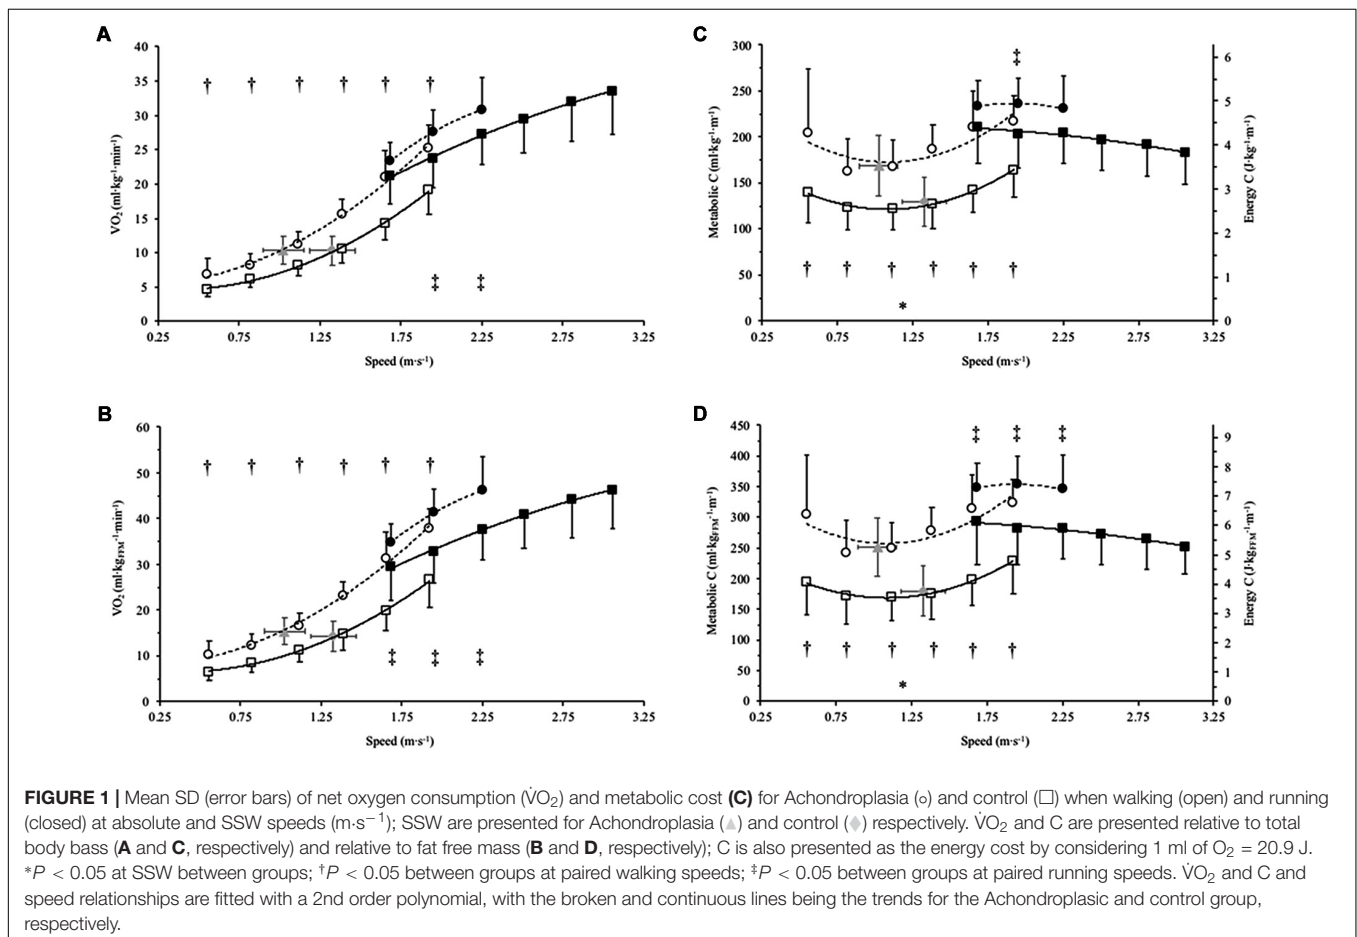 A
40
35
30
25
20
15
10
5
0
V̇O₂ (ml·kg⁻¹·min⁻¹)
† † † † † †
‡ ‡
0.25 0.75 1.25 1.75 2.25 2.75 3.25
Speed (m·s⁻¹)
C
300
250
200
150
100
50
0
Metabolic C (ml·kg⁻¹·m⁻¹)
‡
† † † † † †
*
6
5
4
3
2
1
0
Energy C (J·kg⁻¹·m⁻¹)
0.25 0.75 1.25 1.75 2.25 2.75 3.25
Speed (m·s⁻¹)
B
60
50
40
30
20
10
0
V̇O₂ (ml·kg_FFM⁻¹·min⁻¹)
† † † † † †
‡ ‡ ‡
0.25 0.75 1.25 1.75 2.25 2.75 3.25
Speed (m·s⁻¹)
D
450
400
350
300
250
200
150
100
50
0
Metabolic C (ml·kg_FFM⁻¹·m⁻¹)
‡ ‡ ‡
† † † † † †
*
9
8
7
6
5
4
3
2
1
0
Energy C (J·kg_FFM⁻¹·m⁻¹)
0.25 0.75 1.25 1.75 2.25 2.75 3.25
Speed (m·s⁻¹)
FIGURE 1 | Mean SD (error bars) of net oxygen consumption (V̇O₂) and metabolic cost (C) for Achondroplasia (○) and control (□) when walking (open) and running
(closed) at absolute and SSW speeds (m·s⁻¹); SSW are presented for Achondroplasia (▲) and control (◆) respectively. V̇O₂ and C are presented relative to total
body bass (A and C, respectively) and relative to fat free mass (B and D, respectively); C is also presented as the energy cost by considering 1 ml of O₂ = 20.9 J.
*P < 0.05 at SSW between groups; †P < 0.05 between groups at paired walking speeds; ‡P < 0.05 between groups at paired running speeds. V̇O₂ and C and
speed relationships are fitted with a 2nd order polynomial, with the broken and continuous lines being the trends for the Achondroplasic and control group,
respectively.